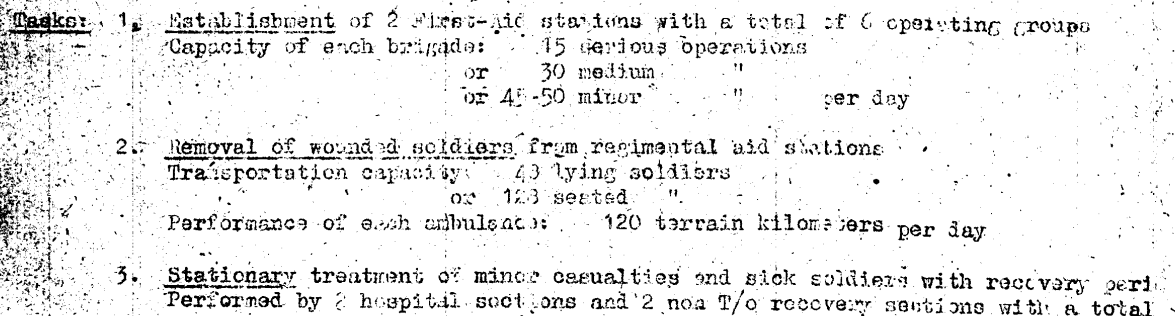 Tasks: 1. Establishment of 2 First-Aid stations with a total of 6 operating groups
Capacity of each brigade: 15 serious operations
or 30 medium "
or 45-50 minor " per day
2. Removal of wounded soldiers from regimental aid stations
Transportation capacity: lying soldiers
or seated "
Performance of each ambulance: 120 terrain kilometers per day
3. Stationary treatment of minor casualties and sick soldiers with recovery peri
Performed by 2 hospital sections and 2 non T/o recovery sections with a total